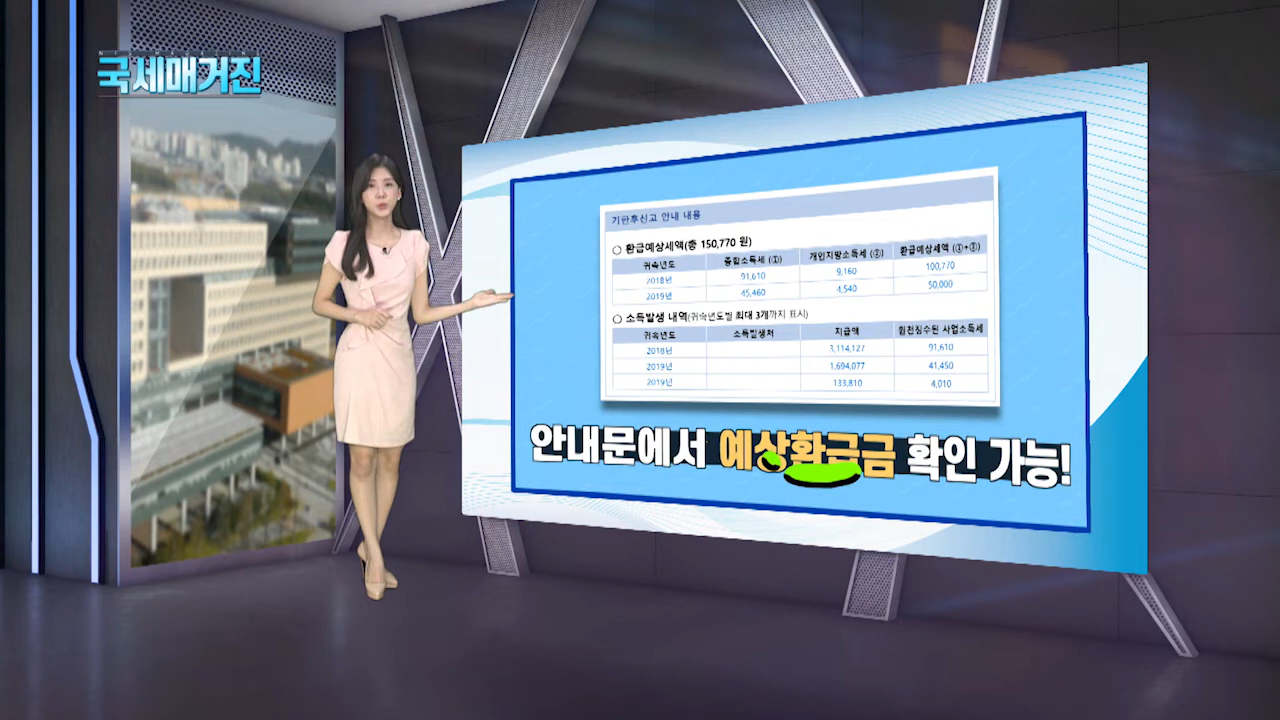 국세매거진
기한후신고 안내 내용
○ 환급예상세액(총 150,770 원)
귀속년도 종합소득세 (①) 개인지방소득세 (②) 환급예상세액 (①+②)
2018년 91,610 9,160 100,770
2019년 45,460 4,540 50,000
○ 소득발생 내역(귀속년도별 최대 3개까지 표시)
귀속년도 소득발생처 지급액 원천징수된 사업소득세
2018년 3,114,127 91,610
2019년 1,694,077 41,450
2019년 133,810 4,010
안내문에서 예상환급금 확인 가능!